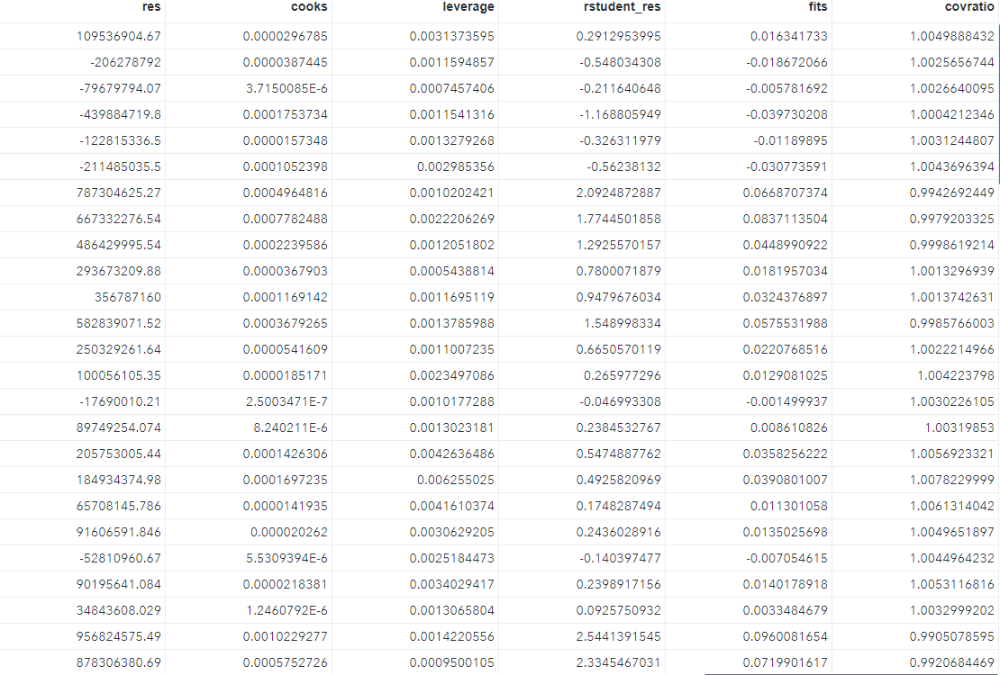 res cooks leverage rstudent_res fits covratio
109536904.67 0.0000296785 0.0031373595 0.2912953995 0.016341733 1.0049888432
-206278792 0.0000387445 0.0011594857 -0.548034308 -0.018672066 1.0025656744
-79679794.07 3.7150085E-6 0.0007457406 -0.211640648 -0.005781692 1.0026640095
-439884719.8 0.0001753734 0.0011541316 -1.168805949 -0.039730208 1.0004212346
-122815336.5 0.0000157348 0.0013279268 -0.326311979 -0.01189895 1.0031244807
-211485035.5 0.0001052398 0.002985356 -0.56238132 -0.030773591 1.0043696394
787304625.27 0.0004964816 0.0010202421 2.0924872887 0.0668707374 0.9942692449
667332276.54 0.0007782488 0.0022206269 1.7744501858 0.0837113504 0.9979203325
486429995.54 0.0002239586 0.0012051802 1.2925570157 0.0448990922 0.9998619214
293673209.88 0.0000367903 0.0005438814 0.7800071879 0.0181957034 1.0013296939
356787160 0.0001169142 0.0011695119 0.9479676034 0.0324376897 1.0013742631
582839071.52 0.0003679265 0.0013785988 1.548998334 0.0575531988 0.9985766003
250329261.64 0.0000541609 0.0011007235 0.6650570119 0.0220768516 1.0022214966
100056105.35 0.0000185171 0.0023497086 0.265977296 0.0129081025 1.004223798
-17690010.21 2.5003471E-7 0.0010177288 -0.046993308 -0.001499937 1.0030226105
89749254.074 8.240211E-6 0.0013023181 0.2384532767 0.008610826 1.00319853
205753005.44 0.0001426306 0.0042636486 0.5474887762 0.0358256222 1.0056923321
184934374.98 0.0001697235 0.006255025 0.4925820969 0.0390801007 1.0078229999
65708145.786 0.0000141935 0.0041610374 0.1748287494 0.011301058 1.0061314042
91606591.846 0.000020262 0.0030629205 0.2436028916 0.0135025698 1.0049651897
-52810960.67 5.5309394E-6 0.0025184473 -0.140397477 -0.007054615 1.0044964232
90195641.084 0.0000218381 0.0034029417 0.2398917156 0.0140178918 1.0053116816
34843608.029 1.2460792E-6 0.0013065804 0.0925750932 0.0033484679 1.0032999202
956824575.49 0.0010229277 0.0014220556 2.5441391545 0.0960081654 0.9905078595
878306380.69 0.0005752726 0.0009500105 2.3345467031 0.0719901617 0.9920684469